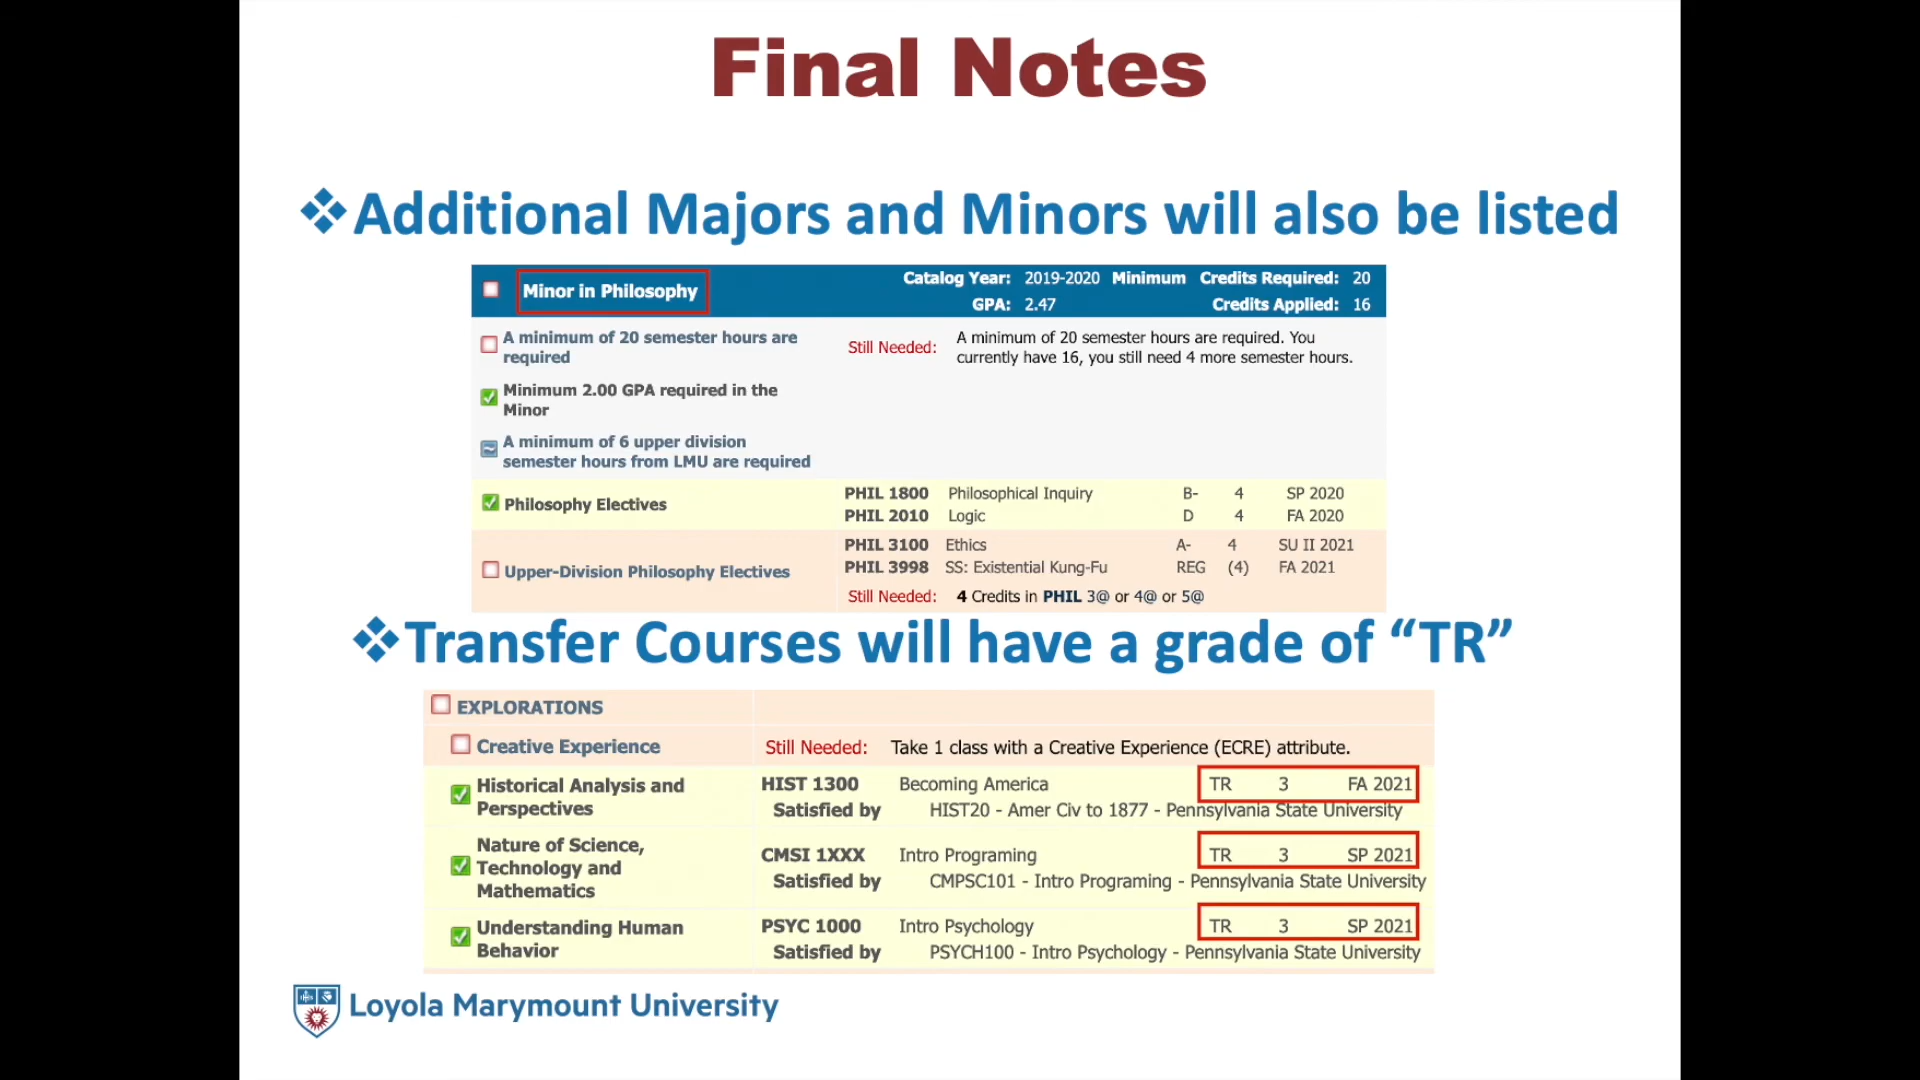 Final Notes
❖Additional Majors and Minors will also be listed
Minor in Philosophy
Catalog Year: 2019-2020 Minimum Credits Required: 20
GPA: 2.47 Credits Applied: 16
A minimum of 20 semester hours are
required
Still Needed: A minimum of 20 semester hours are required. You
currently have 16, you still need 4 more semester hours.
Minimum 2.00 GPA required in the
Minor
A minimum of 6 upper division
semester hours from LMU are required
Philosophy Electives
PHIL 1800 Philosophical Inquiry B- 4 SP 2020
PHIL 2010 Logic D 4 FA 2020
Upper-Division Philosophy Electives
PHIL 3100 Ethics A- 4 SU II 2021
PHIL 3998 SS: Existential Kung-Fu REG (4) FA 2021
Still Needed: 4 Credits in PHIL 3@ or 4@ or 5@
❖Transfer Courses will have a grade of “TR”
EXPLORATIONS
Creative Experience Still Needed: Take 1 class with a Creative Experience (ECRE) attribute.
Historical Analysis and
Perspectives
HIST 1300 Becoming America TR 3 FA 2021
Satisfied by HIST20 - Amer Civ to 1877 - Pennsylvania State University
Nature of Science,
Technology and
Mathematics
CMSI 1XXX Intro Programing TR 3 SP 2021
Satisfied by CMPSC101 - Intro Programing - Pennsylvania State University
Understanding Human
Behavior
PSYC 1000 Intro Psychology TR 3 SP 2021
Satisfied by PSYCH100 - Intro Psychology - Pennsylvania State University
Loyola Marymount University